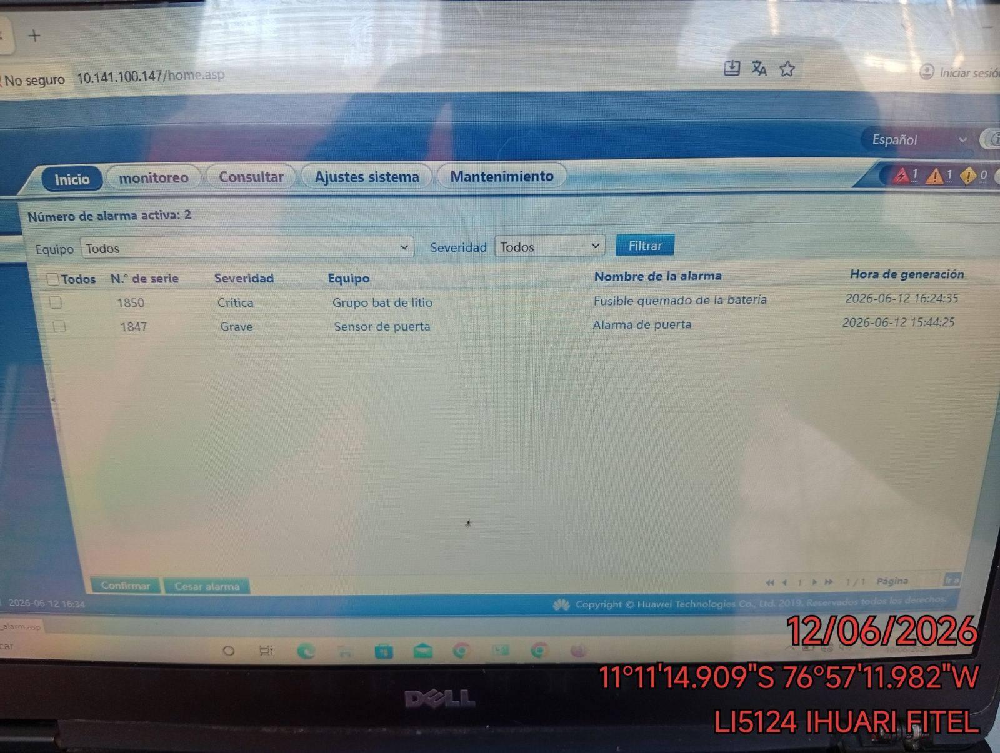 No seguro 10.141.100.147/home.asp
Iniciar sesió
Español
Inicio monitoreo Consultar Ajustes sistema Mantenimiento
1 1 0
Número de alarma activa: 2
Equipo Todos Severidad Todos Filtrar
Todos N.° de serie Severidad Equipo Nombre de la alarma Hora de generación
1850 Crítica Grupo bat de litio Fusible quemado de la batería 2026-06-12 16:24:35
1847 Grave Sensor de puerta Alarma de puerta 2026-06-12 15:44:25
Confirmar Cesar alarma 1 1 / 1 Página Ir a
2026-06-12 16:34 Copyright © Huawei Technologies Co., Ltd. 2019. Reservados todos los derechos.
_alarm.asp
car
DELL
12/06/2026
11°11'14.909"S 76°57'11.982"W
LI5124 IHUARI FITEL